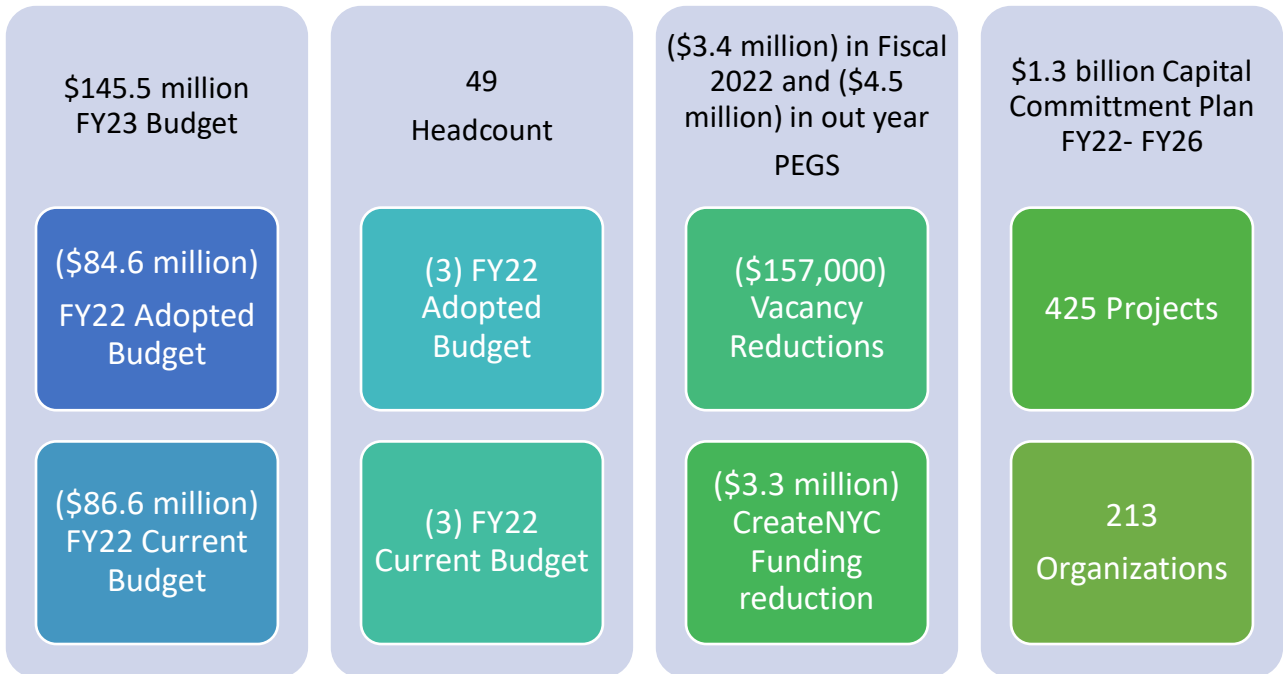 $145.5 million
FY23 Budget
($84.6 million)
FY22 Adopted
Budget
($86.6 million)
FY22 Current
Budget
49
Headcount
(3) FY22
Adopted
Budget
(3) FY22
Current Budget
($3.4 million) in Fiscal
2022 and ($4.5
million) in out year
PEGS
($157,000)
Vacancy
Reductions
($3.3 million)
CreateNYC
Funding
reduction
$1.3 billion Capital
Committment Plan
FY22- FY26
425 Projects
213
Organizations